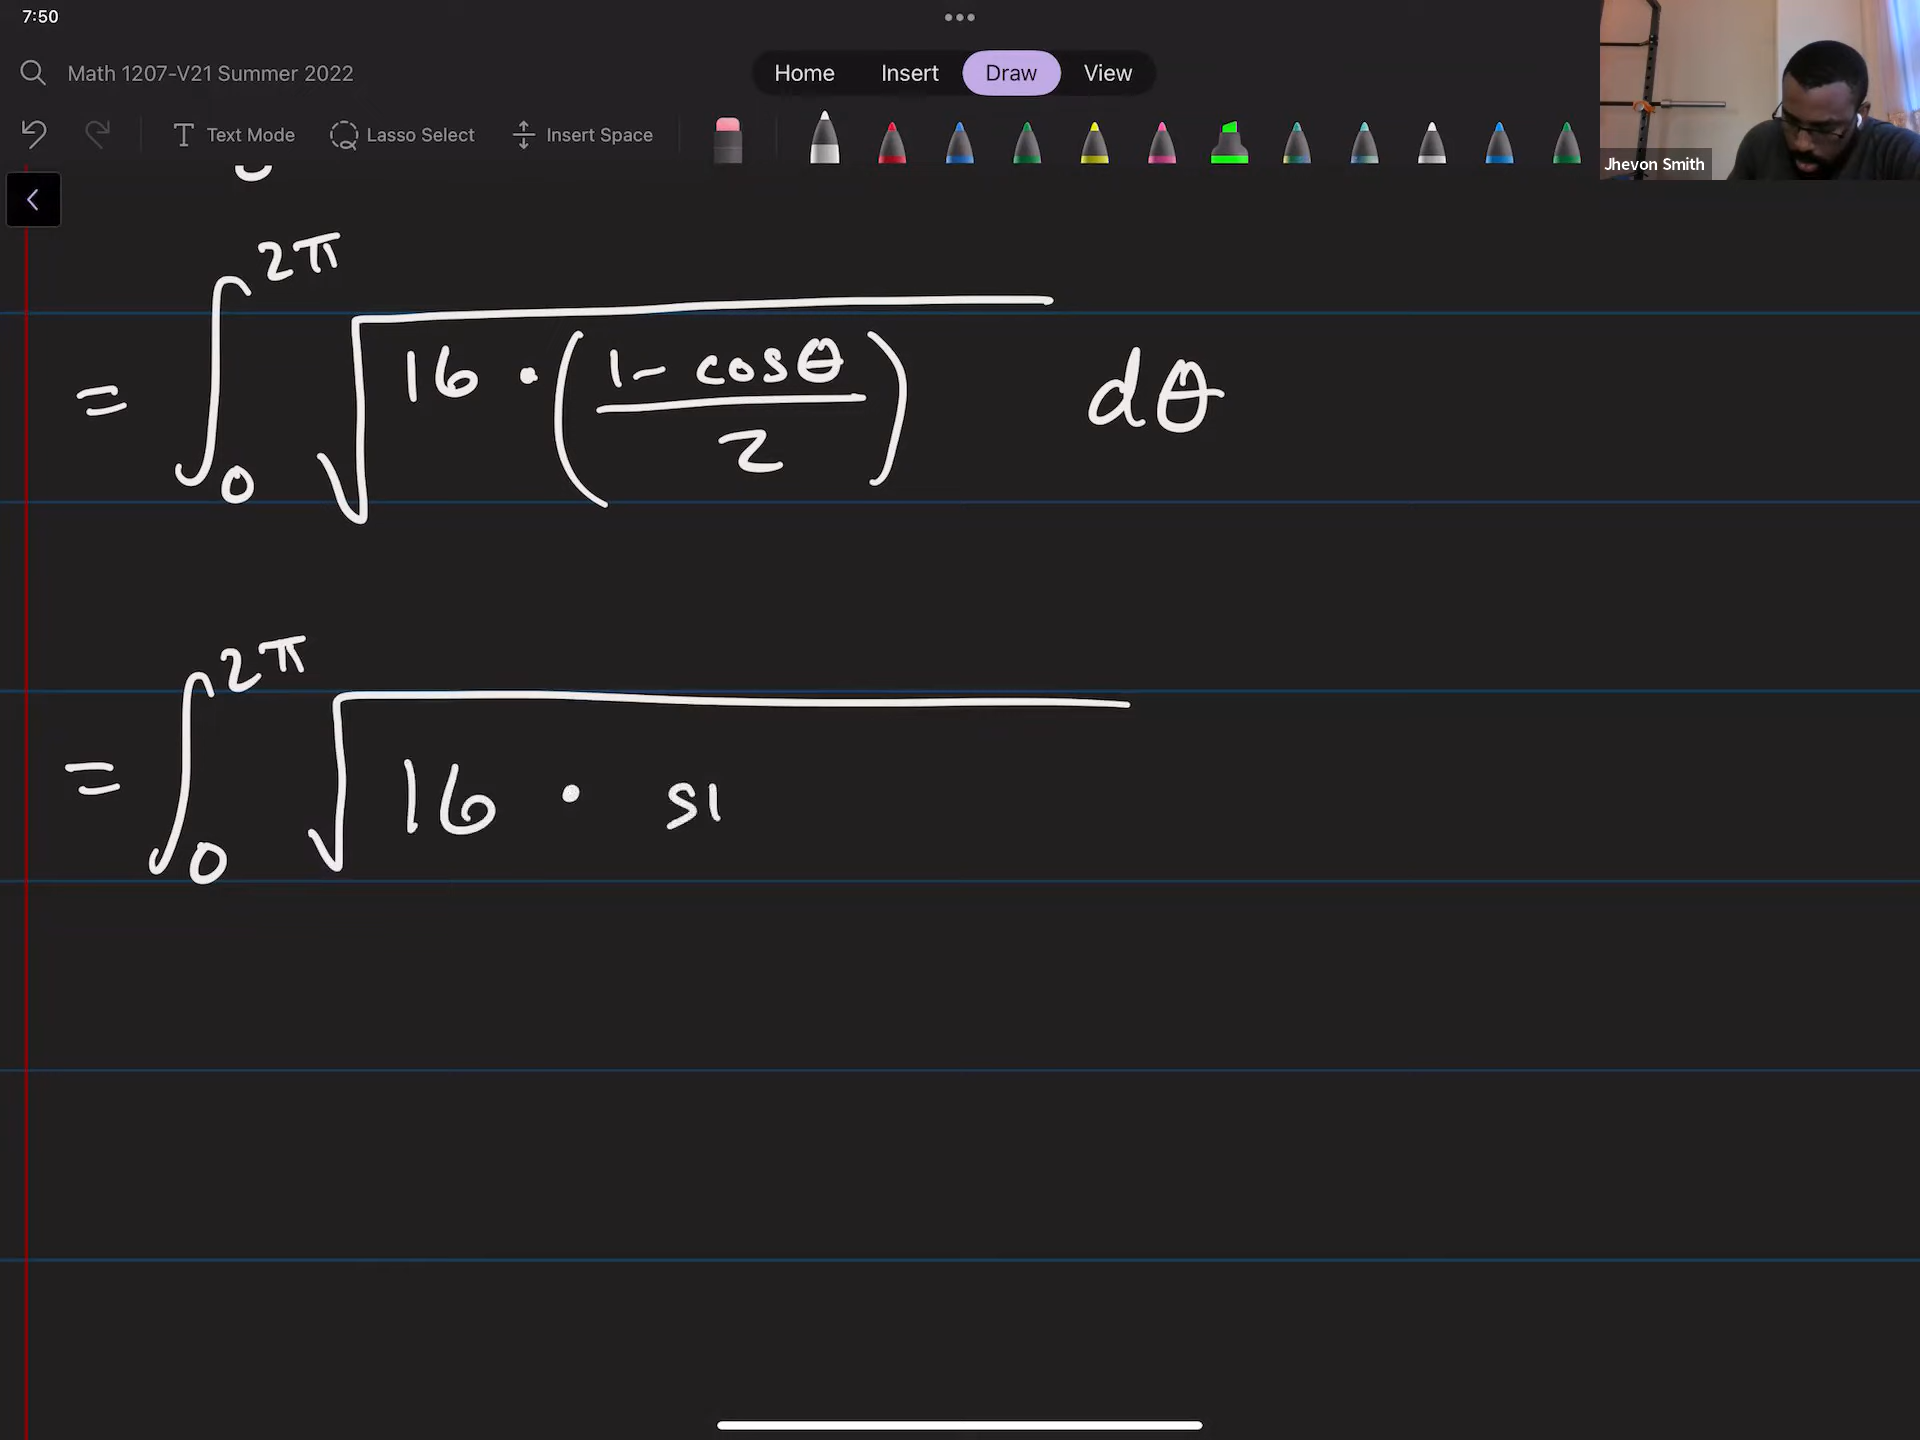 7:50
Math 1207-V21 Summer 2022
Home Insert Draw View
Text Mode Lasso Select Insert Space
Jhevon Smith
= ∫₀^2π √(16 · ((1 - cosθ)/2)) dθ
= ∫₀^2π √(16 · si